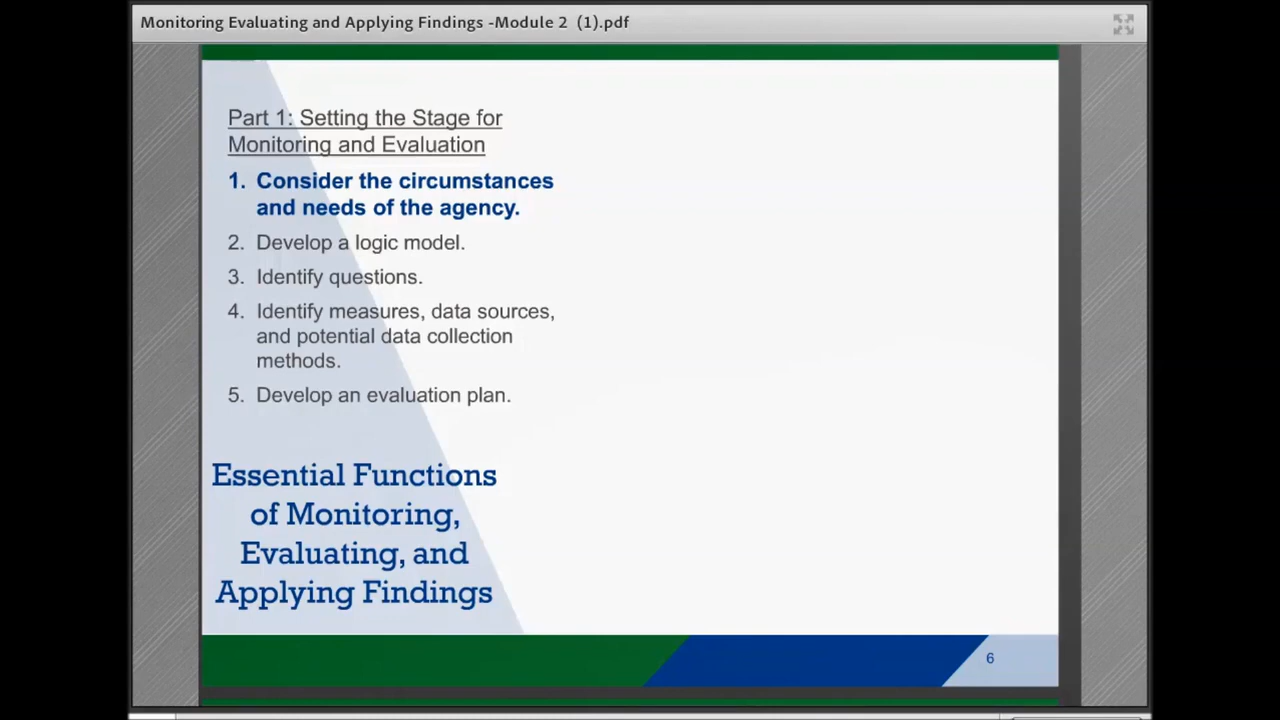 Monitoring Evaluating and Applying Findings -Module 2  (1).pdf
Part 1: Setting the Stage for
Monitoring and Evaluation
1. Consider the circumstances
and needs of the agency.
2. Develop a logic model.
3. Identify questions.
4. Identify measures, data sources,
and potential data collection
methods.
5. Develop an evaluation plan.
Essential Functions
of Monitoring,
Evaluating, and
Applying Findings
6